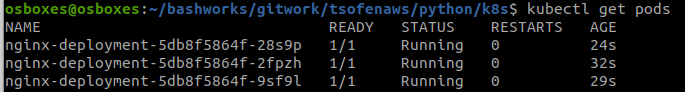 osboxes@osboxes:~/bashworks/gitwork/tsofenaws/python/k8s$ kubectl get pods
NAME READY STATUS RESTARTS AGE
nginx-deployment-5db8f5864f-28s9p 1/1 Running 0 24s
nginx-deployment-5db8f5864f-2fpzh 1/1 Running 0 32s
nginx-deployment-5db8f5864f-9sf9l 1/1 Running 0 29s